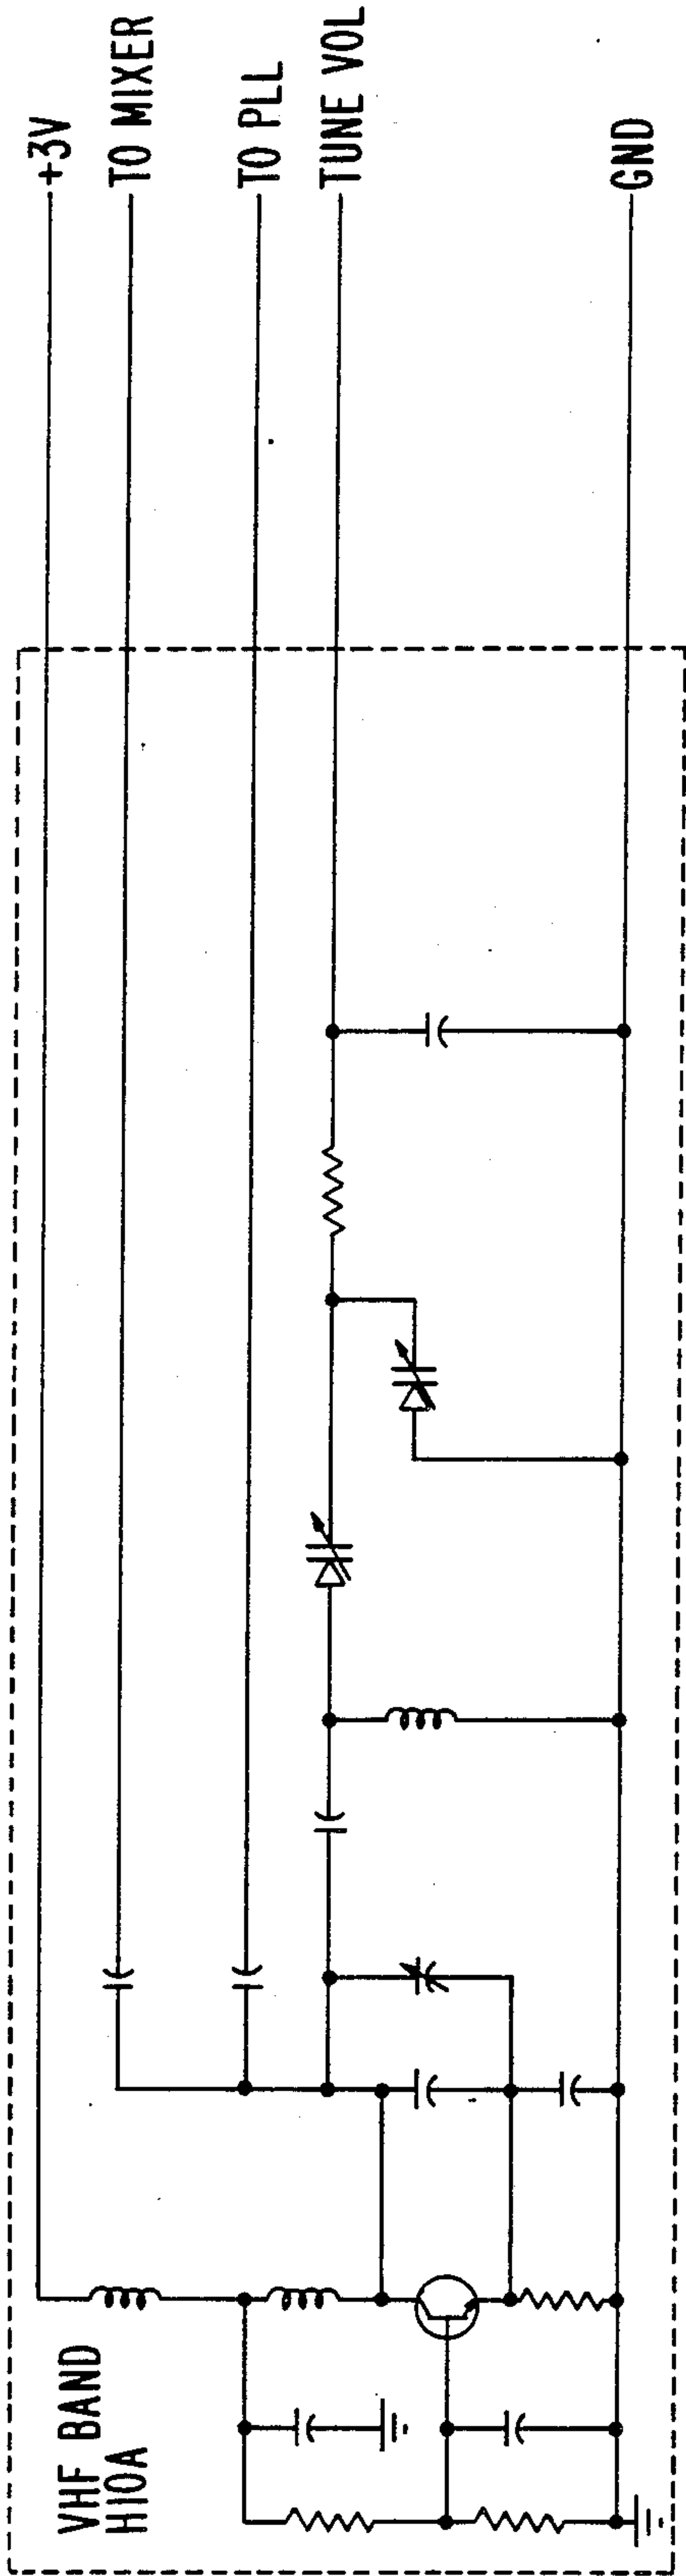 VHF BAND
H10A
+3V
TO MIXER
TO PLL
TUNE VOL
GND